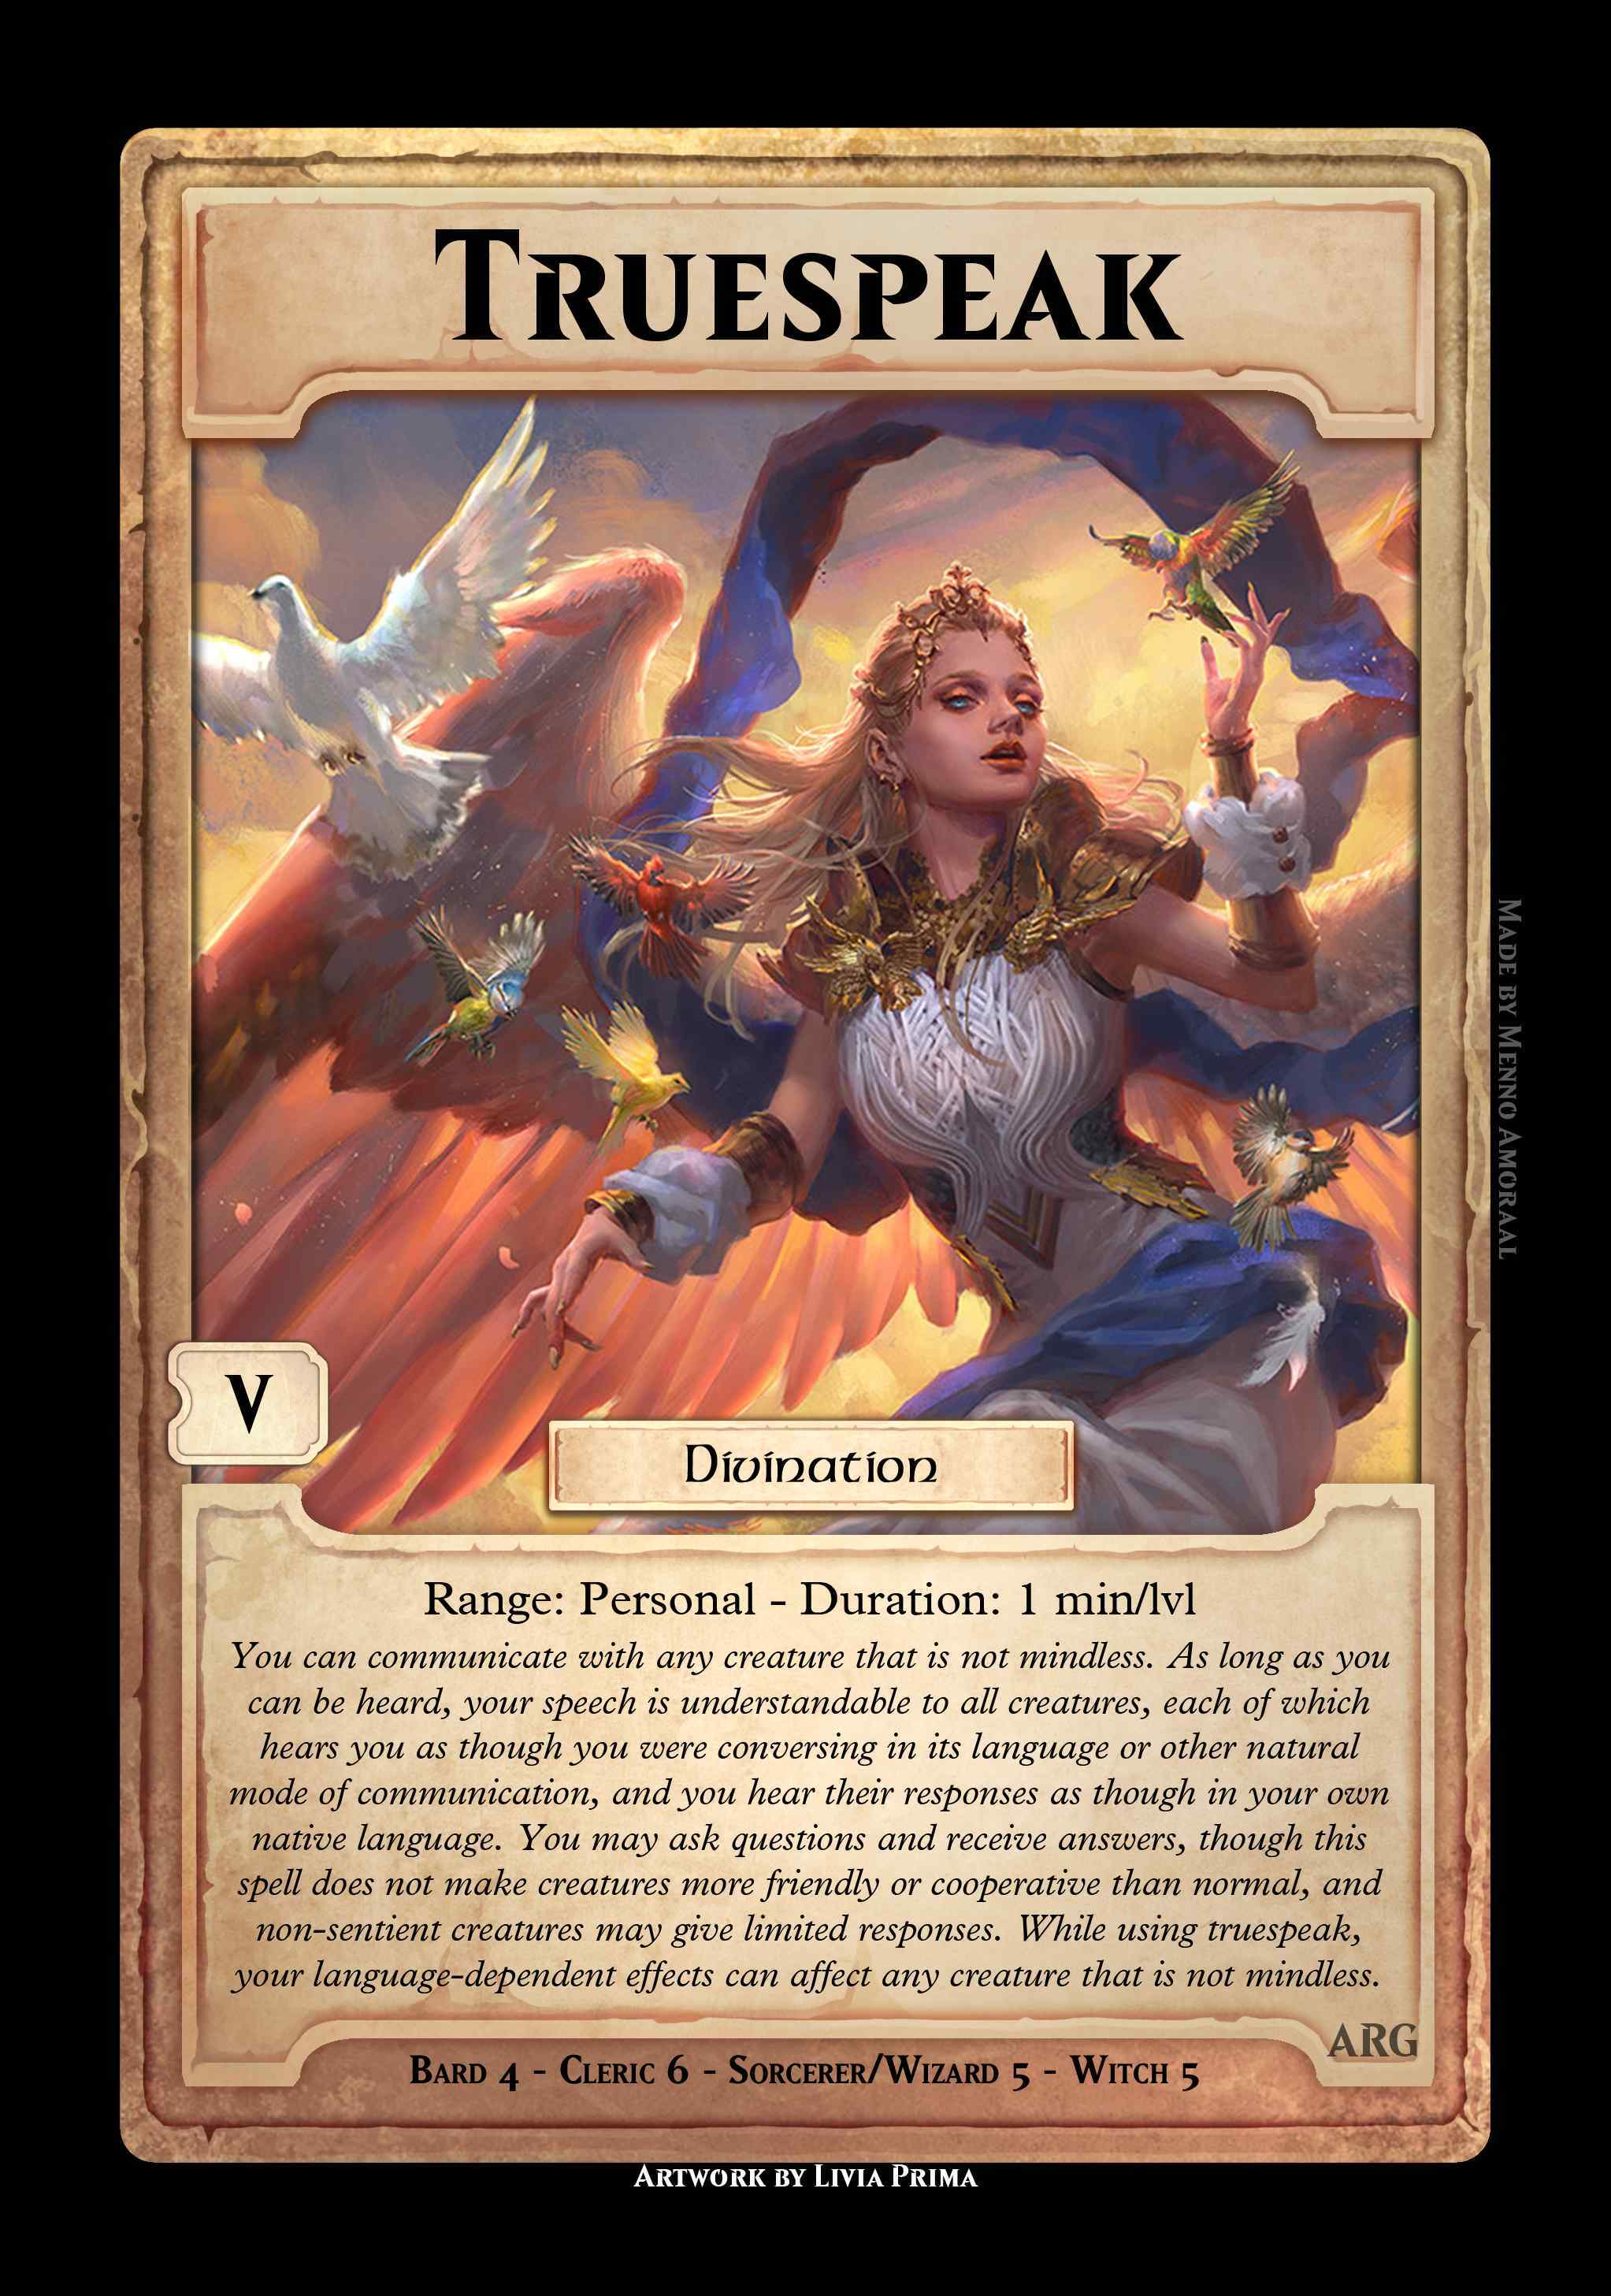 Truespeak
V
Divination
Range: Personal - Duration: 1 min/lvl
You can communicate with any creature that is not mindless. As long as you
can be heard, your speech is understandable to all creatures, each of which
hears you as though you were conversing in its language or other natural
mode of communication, and you hear their responses as though in your own
native language. You may ask questions and receive answers, though this
spell does not make creatures more friendly or cooperative than normal, and
non-sentient creatures may give limited responses. While using truespeak,
your language-dependent effects can affect any creature that is not mindless.
ARG
Bard 4 - Cleric 6 - Sorcerer/Wizard 5 - Witch 5
Artwork by Livia Prima
Made by Menno Amoraal